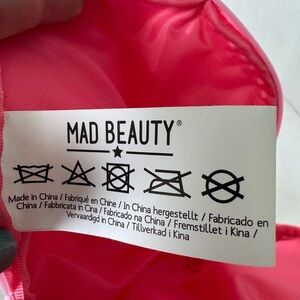 MAD BEAUTY®
Made in China / Fabriqué en Chine / In China hergestellt / Fabricado en
China / Fabbricata in Cina / Fabricado na China / Fremstillet i Kina /
Vervaardigd in China / Tillverkad i Kina